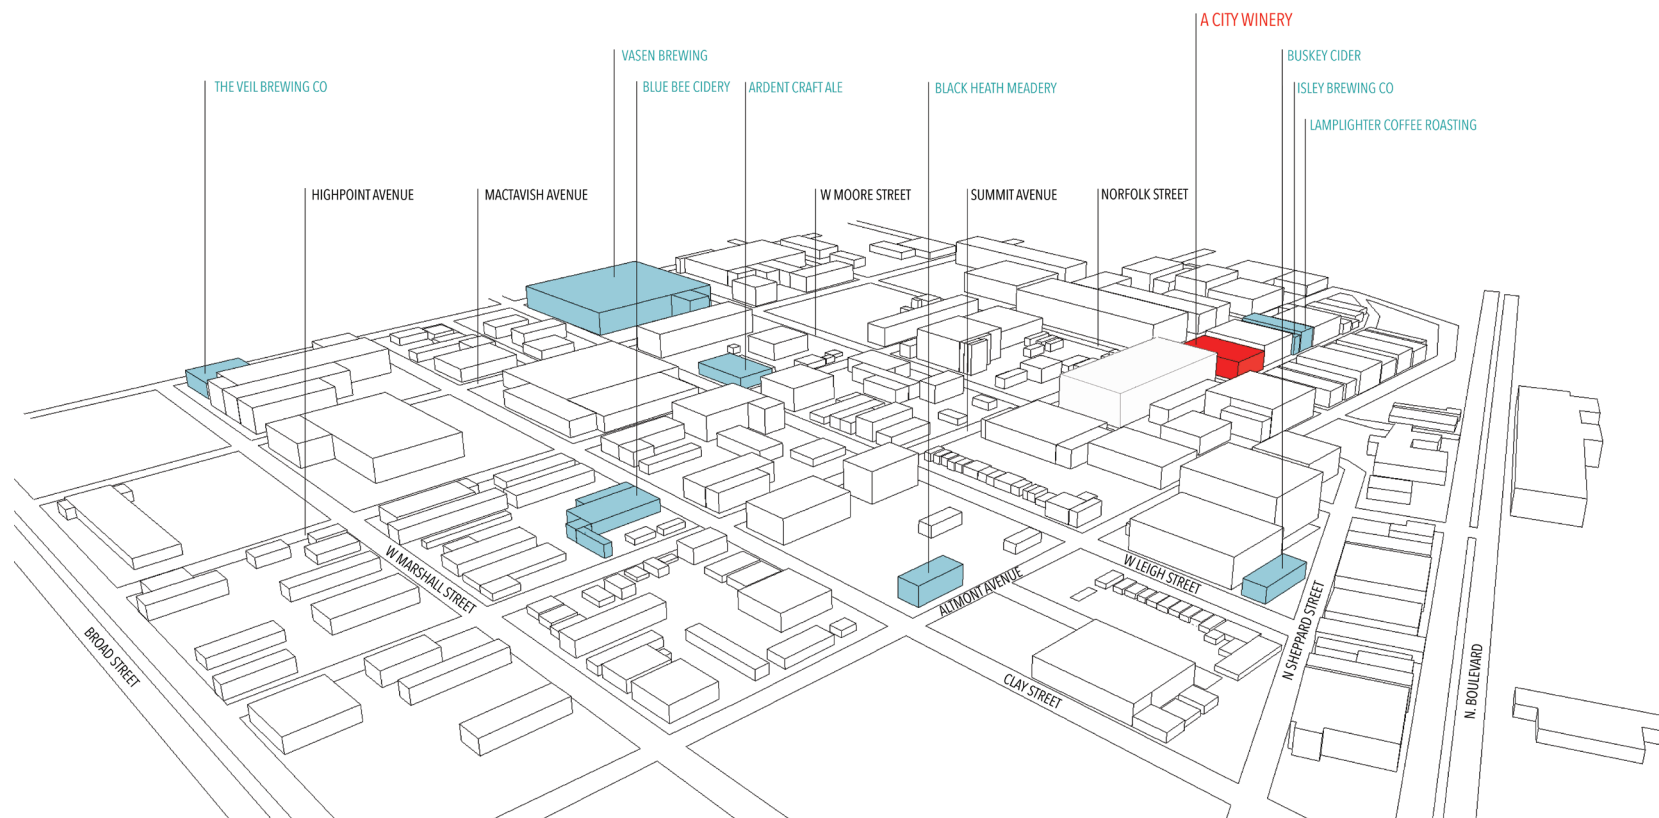 A CITY WINERY
VASEN BREWING
BUSKEY CIDER
THE VEIL BREWING CO
BLUE BEE CIDERY
ARDENT CRAFT ALE
BLACK HEATH MEADERY
ISLEY BREWING CO
LAMPLIGHTER COFFEE ROASTING
HIGHPOINT AVENUE
MACTAVISH AVENUE
W MOORE STREET
SUMMIT AVENUE
NORFOLK STREET
W MARSHALL STREET
W LEIGH STREET
ALTMONT AVENUE
BROAD STREET
N SHEPPARD STREET
CLAY STREET
N. BOULEVARD